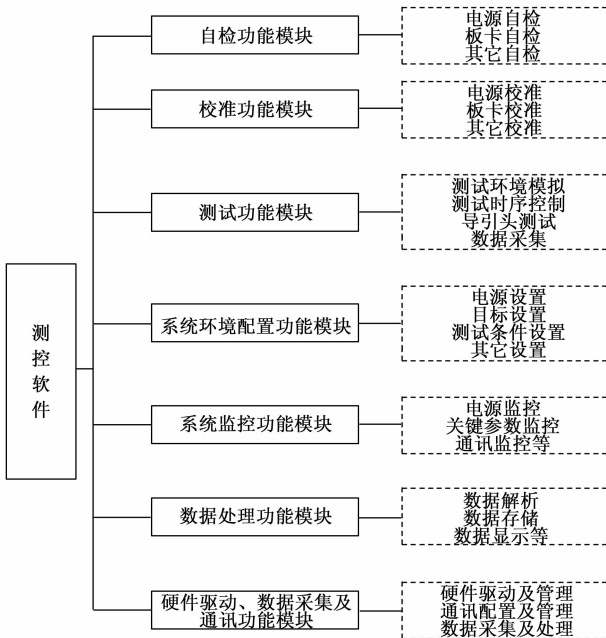 测控软件
自检功能模块
电源自检
板卡自检
其它自检
校准功能模块
电源校准
板卡校准
其它校准
测试功能模块
测试环境模拟
测试时序控制
导引头测试
数据采集
系统环境配置功能模块
电源设置
目标设置
测试条件设置
其它设置
系统监控功能模块
电源监控
关键参数监控
通讯监控等
数据处理功能模块
数据解析
数据存储
数据显示等
硬件驱动、数据采集及
通讯功能模块
硬件驱动及管理
通讯配置及管理
数据采集及处理